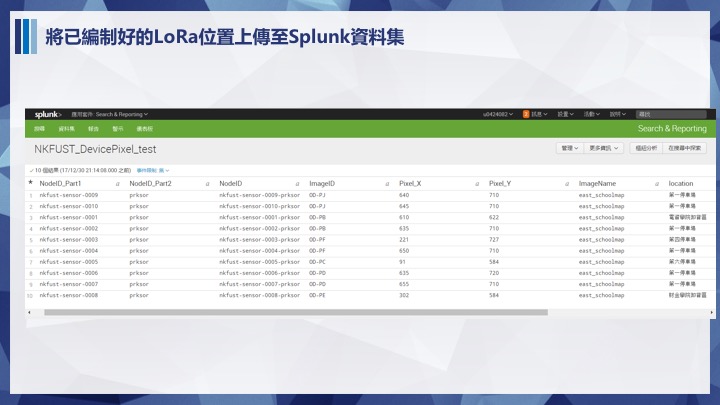 將已編制好的LoRa位置上傳至Splunk資料集
splunk> 應用套件: Search & Reporting u0424082 2 訊息 設置 活動 說明 尋找
搜尋 資料集 報告 警示 儀表板 Search & Reporting
NKFUST_DevicePixel_test 管理 更多資訊 樞紐分析 在搜尋中探索
✓ 10 個結果 (17/12/30 21:14:08.000 之前)
* NodeID_Part1 a NodeID_Part2 a NodeID a ImageID a Pixel_X a Pixel_Y a ImageName a location
1 nkfust-sensor-0009 prksor nkfust-sensor-0009-prksor OD-PJ 640 710 east_schoolmap 第一停車場
2 nkfust-sensor-0010 prksor nkfust-sensor-0010-prksor OD-PJ 645 710 east_schoolmap 第一停車場
3 nkfust-sensor-0001 prksor nkfust-sensor-0001-prksor OD-PB 610 622 east_schoolmap 電資學院卸貨區
4 nkfust-sensor-0002 prksor nkfust-sensor-0002-prksor OD-PB 635 710 east_schoolmap 第一停車場
5 nkfust-sensor-0003 prksor nkfust-sensor-0003-prksor OD-PF 221 727 east_schoolmap 第四停車場
6 nkfust-sensor-0004 prksor nkfust-sensor-0004-prksor OD-PF 650 710 east_schoolmap 第一停車場
7 nkfust-sensor-0005 prksor nkfust-sensor-0005-prksor OD-PC 91 584 east_schoolmap 第六停車場
8 nkfust-sensor-0006 prksor nkfust-sensor-0006-prksor OD-PD 635 720 east_schoolmap 第一停車場
9 nkfust-sensor-0007 prksor nkfust-sensor-0007-prksor OD-PD 655 710 east_schoolmap 第一停車場
10 nkfust-sensor-0008 prksor nkfust-sensor-0008-prksor OD-PE 302 584 east_schoolmap 財金學院卸貨區